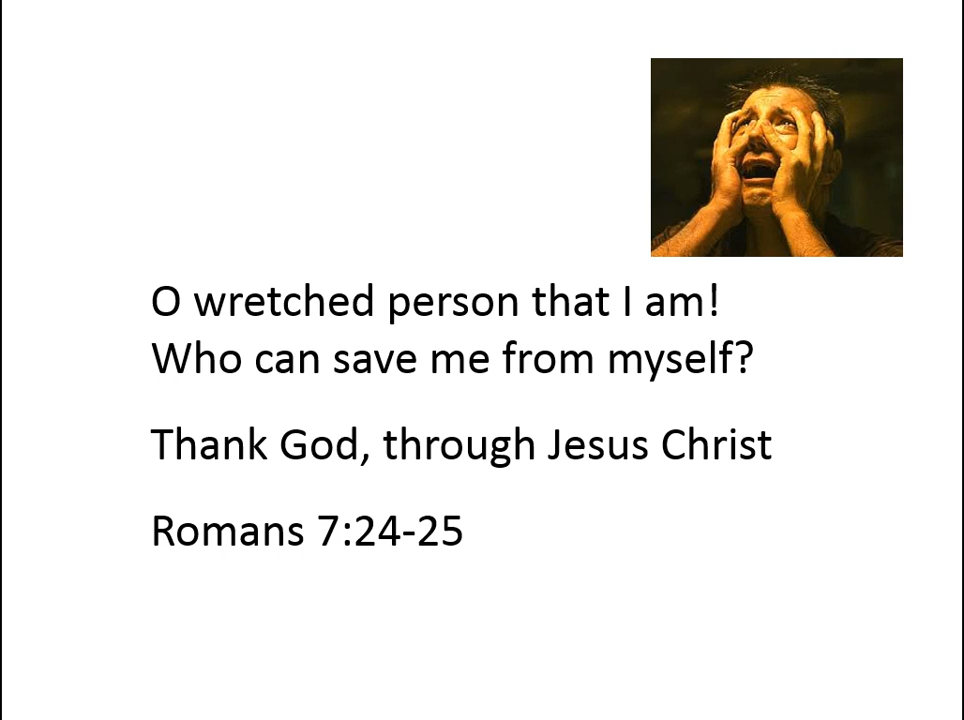 O wretched person that I am!
Who can save me from myself?
Thank God, through Jesus Christ
Romans 7:24-25